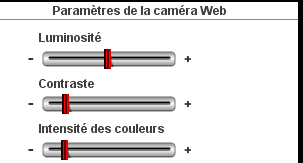 Paramètres de la caméra Web
Luminosité
- +
Contraste
- +
Intensité des couleurs
- +